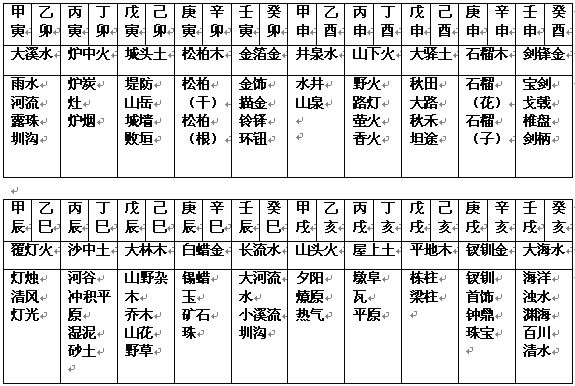 甲 乙 丙 丁 戊 己 庚 辛 壬 癸 甲 乙 丙 丁 戊 己 庚 辛 壬 癸
寅 卯 寅 卯 寅 卯 寅 卯 寅 卯 申 酉 申 酉 申 酉 申 酉 申 酉
大溪水 炉中火 城头土 松柏木 金箔金 井泉水 山下火 大驿土 石榴木 剑锋金
雨水 炉炭 堤防 松柏 金饰 水井 野火 秋田 石榴 宝剑
河流 灶 山岳 （干） 描金 山泉 路灯 大路 （花） 戈戟
露珠 炉烟 城墙 松柏 铃铎 萤火 秋禾 石榴 椎盘
圳沟 败垣 （根） 环钮 香火 坦途 （子） 剑柄
甲 乙 丙 丁 戊 己 庚 辛 壬 癸 甲 乙 丙 丁 戊 己 庚 辛 壬 癸
辰 巳 辰 巳 辰 巳 辰 巳 辰 巳 戌 亥 戌 亥 戌 亥 戌 亥 戌 亥
覆灯火 沙中土 大林木 白蜡金 长流水 山头火 屋上土 平地木 钗钏金 大海水
灯烛 河谷 山野杂 锡蜡 大河流 夕阳 墩阜 栋柱 钗钏 海洋
清风 冲积平 木 玉 水 燎原 瓦 梁柱 首饰 浊水
灯光 原 乔木 矿石 小溪流 热气 平原 钟鼎 渊海
湿泥 山花 珠 圳沟 珠宝 百川
砂土 野草 清水